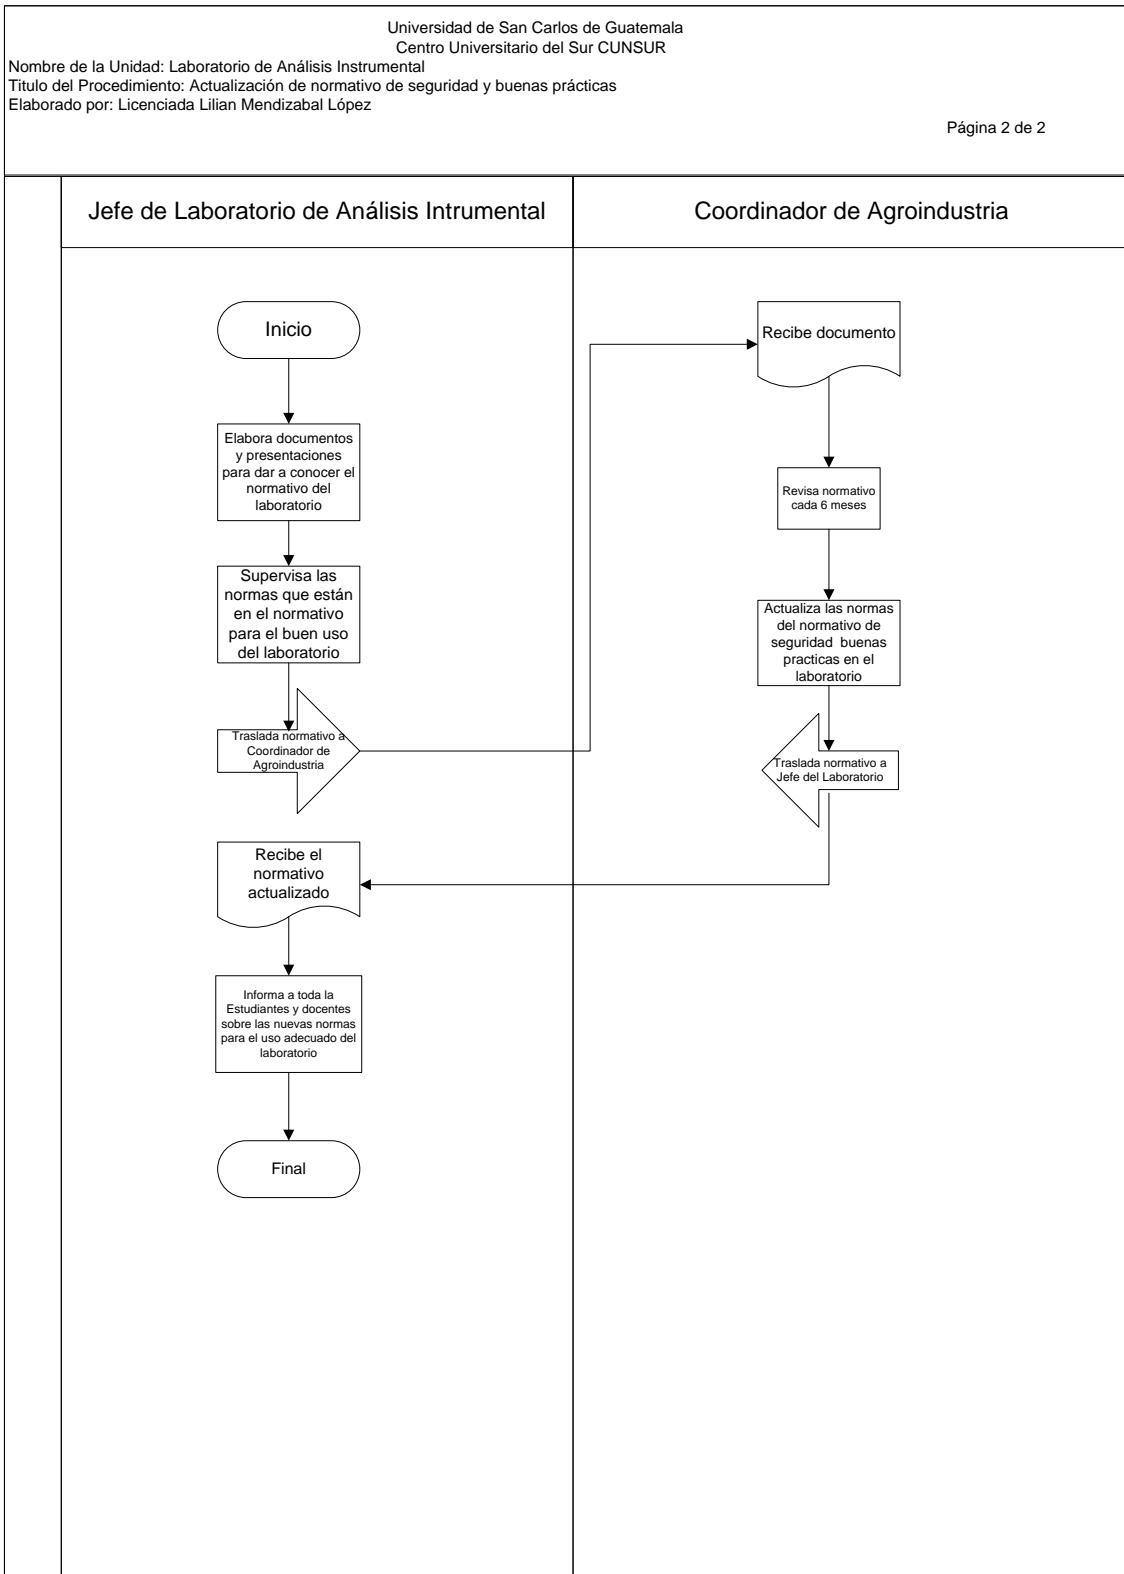 Universidad de San Carlos de Guatemala
Centro Universitario del Sur CUNSUR
Nombre de la Unidad: Laboratorio de Análisis Instrumental
Titulo del Procedimiento: Actualización de normativo de seguridad y buenas prácticas
Elaborado por: Licenciada Lilian Mendizabal López
Página 2 de 2
Jefe de Laboratorio de Análisis Intrumental
Coordinador de Agroindustria
Inicio
Elabora documentos
y presentaciones
para dar a conocer el
normativo del
laboratorio
Supervisa las
normas que están
en el normativo
para el buen uso
del laboratorio
Traslada normativo a
Coordinador de
Agroindustria
Recibe documento
Revisa normativo
cada 6 meses
Actualiza las normas
del normativo de
seguridad  buenas
practicas en el
laboratorio
Traslada normativo a
Jefe del Laboratorio
Recibe el
normativo
actualizado
Informa a toda la
Estudiantes y docentes
sobre las nuevas normas
para el uso adecuado del
laboratorio
Final